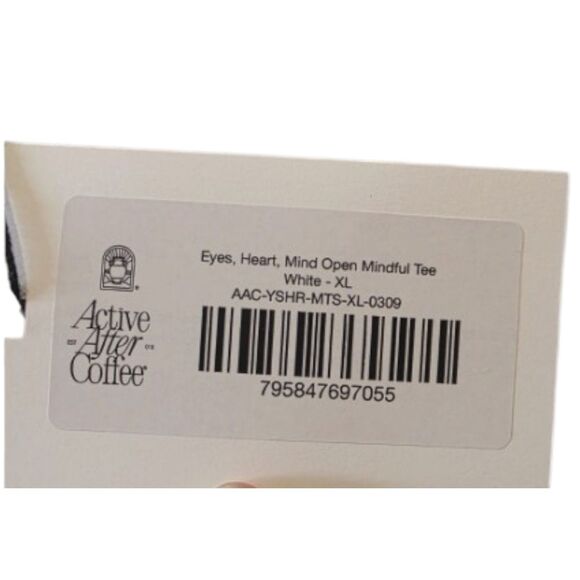 Eyes, Heart, Mind Open Mindful Tee
White - XL
AAC-YSHR-MTS-XL-0309
795847697055
Active
After
Coffee